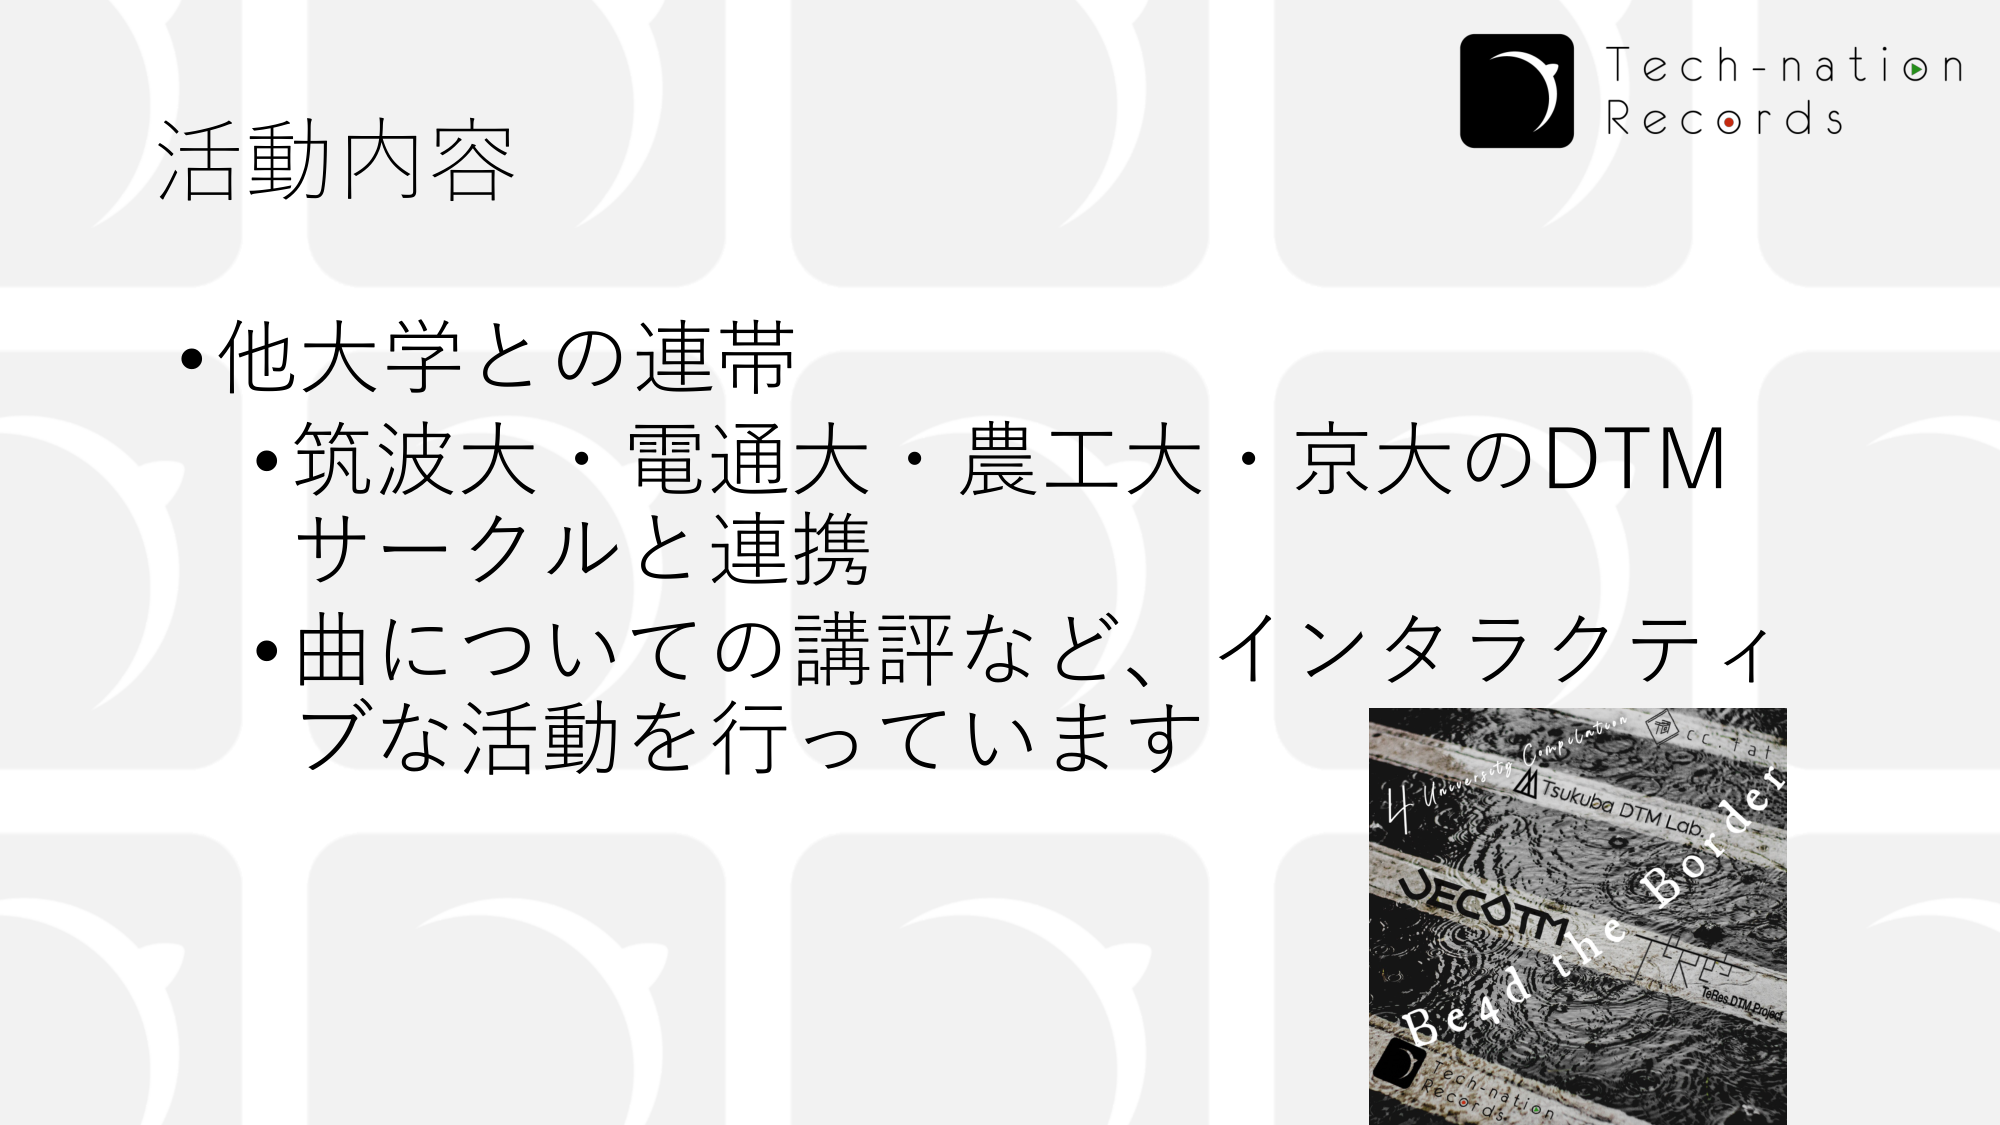 Tech-nation
Records
活動内容
•他大学との連帯
•筑波大・電通大・農工大・京大のDTM
サークルと連携
•曲についての講評など、インタラクティ
ブな活動を行っています
4 University Compilation
Tsukuba DTM Lab.
Be4d the Border
TeRes
TeRes DTM Project
Tech-nation
Records